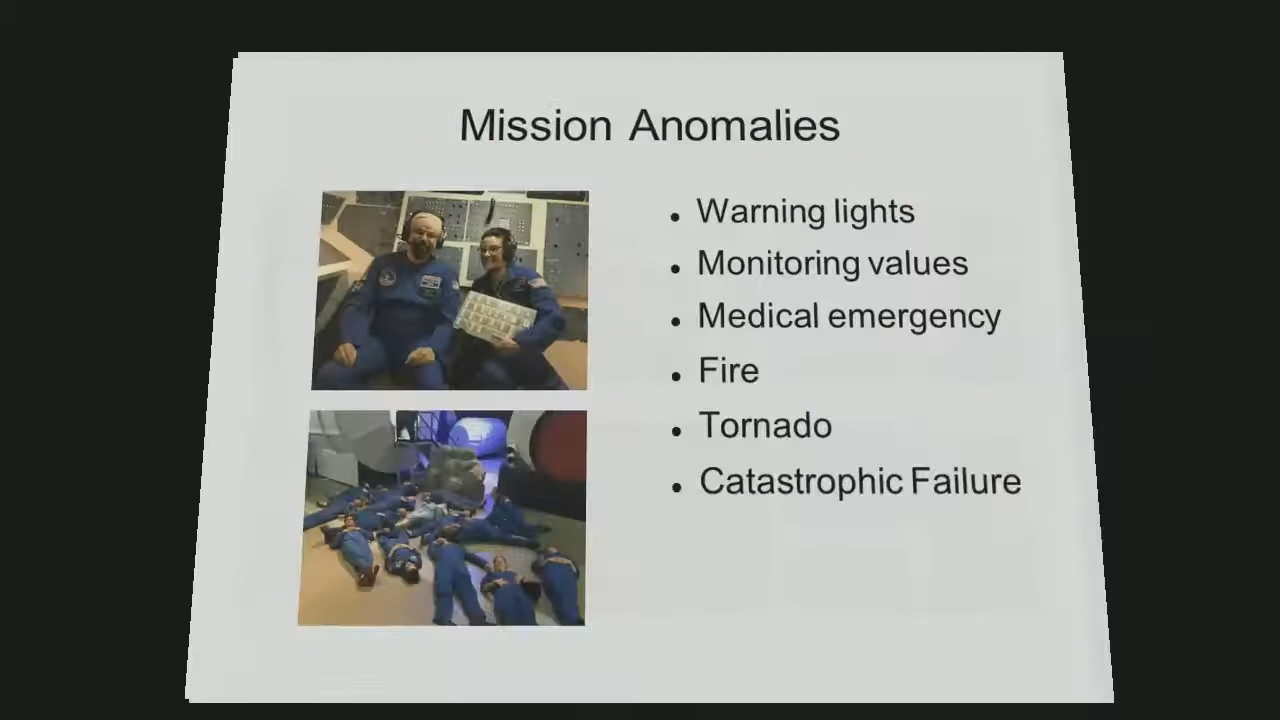 Mission Anomalies
Warning lights
Monitoring values
Medical emergency
Fire
Tornado
Catastrophic Failure